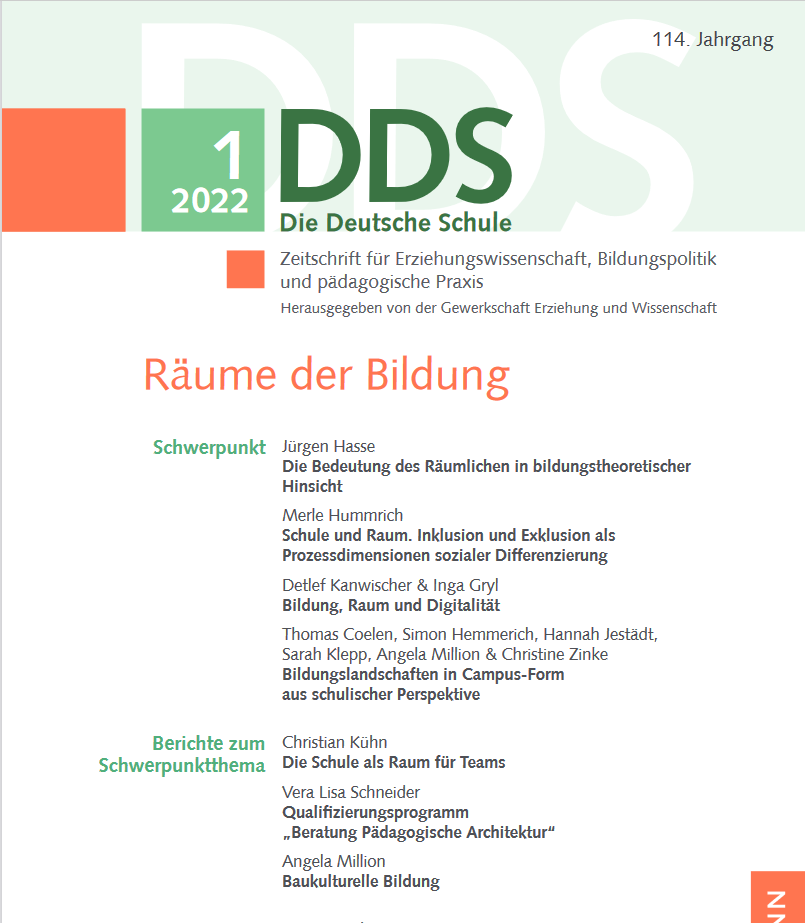 114. Jahrgang
DDS
1
2022
DDS
Die Deutsche Schule
Zeitschrift für Erziehungswissenschaft, Bildungspolitik
und pädagogische Praxis
Herausgegeben von der Gewerkschaft Erziehung und Wissenschaft
Räume der Bildung
Schwerpunkt
Jürgen Hasse
Die Bedeutung des Räumlichen in bildungstheoretischer
Hinsicht
Merle Hummrich
Schule und Raum. Inklusion und Exklusion als
Prozessdimensionen sozialer Differenzierung
Detlef Kanwischer & Inga Gryl
Bildung, Raum und Digitalität
Thomas Coelen, Simon Hemmerich, Hannah Jestädt,
Sarah Klepp, Angela Million & Christine Zinke
Bildungslandschaften in Campus-Form
aus schulischer Perspektive
Berichte zum
Schwerpunktthema
Christian Kühn
Die Schule als Raum für Teams
Vera Lisa Schneider
Qualifizierungsprogramm
„Beratung Pädagogische Architektur“
Angela Million
Baukulturelle Bildung